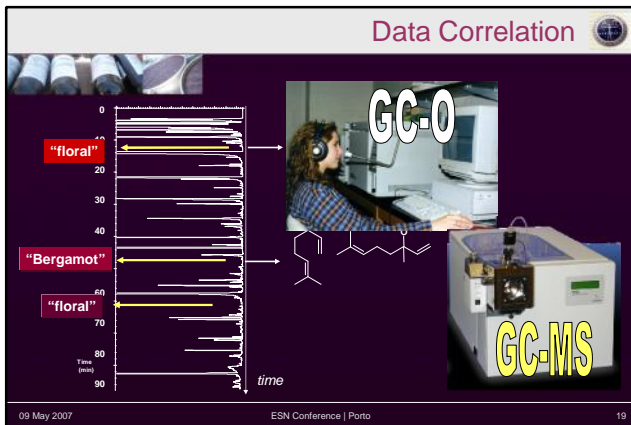 Data Correlation
0
10
“floral”
20
30
40
“Bergamot”
60
“floral”
70
Time
(min)
80
90
time
GC-O
O
GC-MS
09 May 2007
ESN Conference | Porto
19